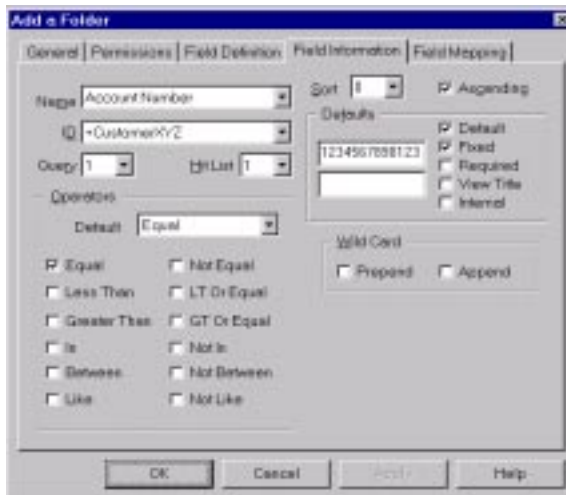 Add a Folder
General Permissions Field Definition Field Information Field Mapping
Name Account Number
ID +CustomerXYZ
Query 1 Hit List 1
Operators
Default Equal
Equal Not Equal
Less Than LT Or Equal
Greater Than GT Or Equal
In Not In
Between Not Between
Like Not Like
Sort Ascending
Defaults
Default
Fixed
Required
View Title
Internal
Wild Card
Prepend Append
OK Cancel Apply Help